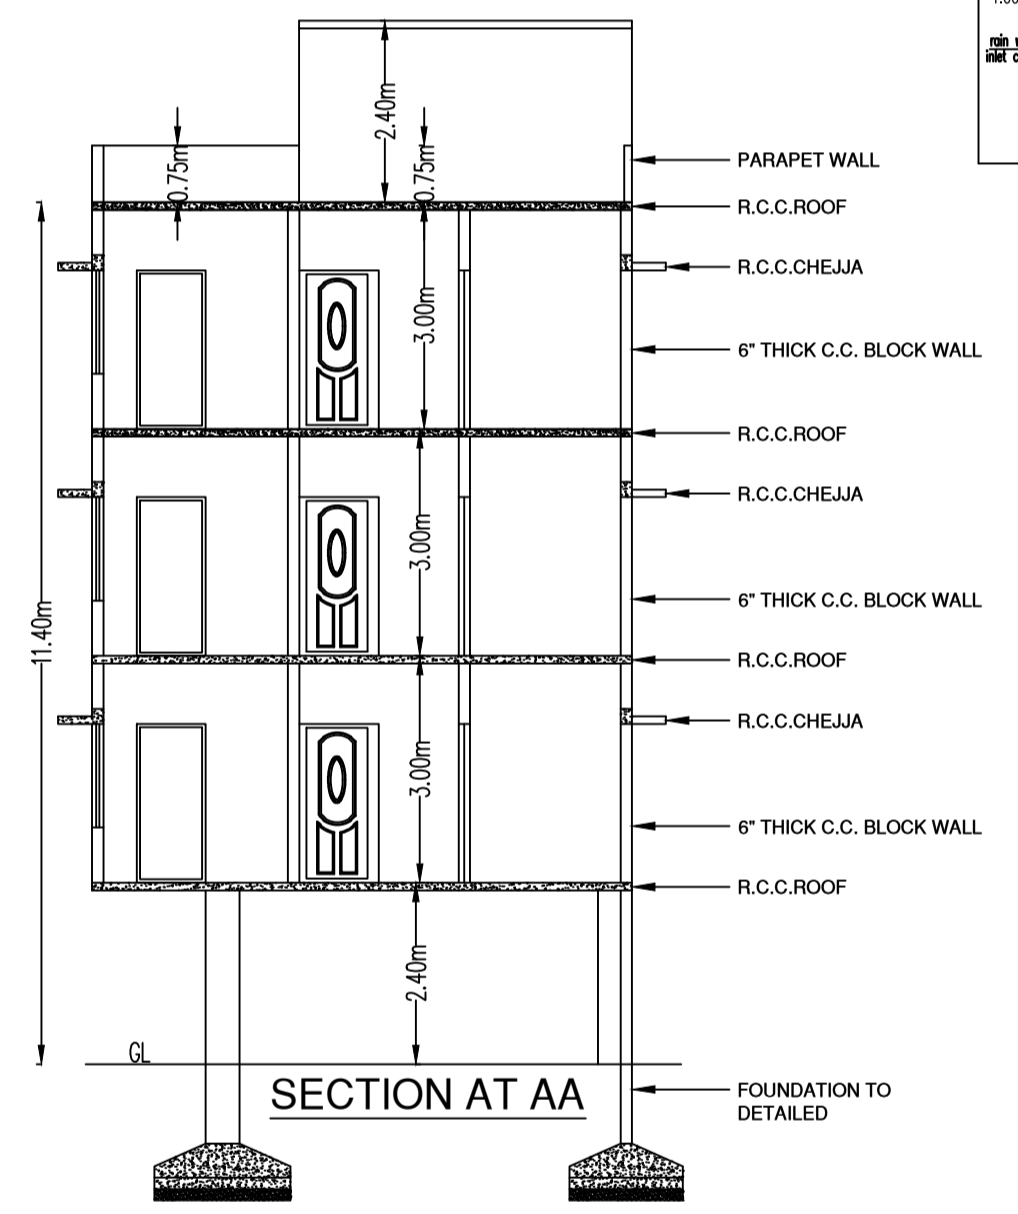 rain
inlet
2.40m
0.75m
0.75m
PARAPET WALL
R.C.C.ROOF
R.C.C.CHEJJA
3.00m
6" THICK C.C. BLOCK WALL
R.C.C.ROOF
R.C.C.CHEJJA
3.00m
6" THICK C.C. BLOCK WALL
11.40m
R.C.C.ROOF
R.C.C.CHEJJA
3.00m
6" THICK C.C. BLOCK WALL
R.C.C.ROOF
2.40m
GL
SECTION AT AA
FOUNDATION TO
DETAILED